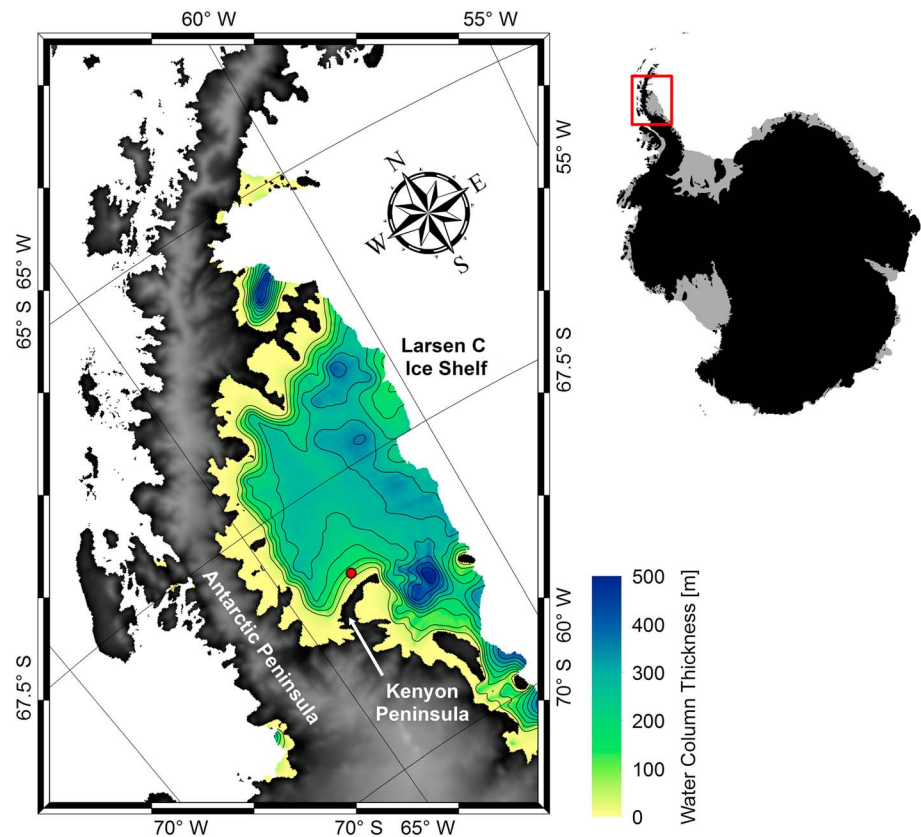 60° W
55° W
N
E
W
S
55° W
65° W
65° S
Larsen C
Ice Shelf
67.5° S
Antarctic Peninsula
Kenyon
Peninsula
60° W
70° S
67.5° S
70° W
70° S
65° W
500
400
300
200
100
0
Water Column Thickness [m]